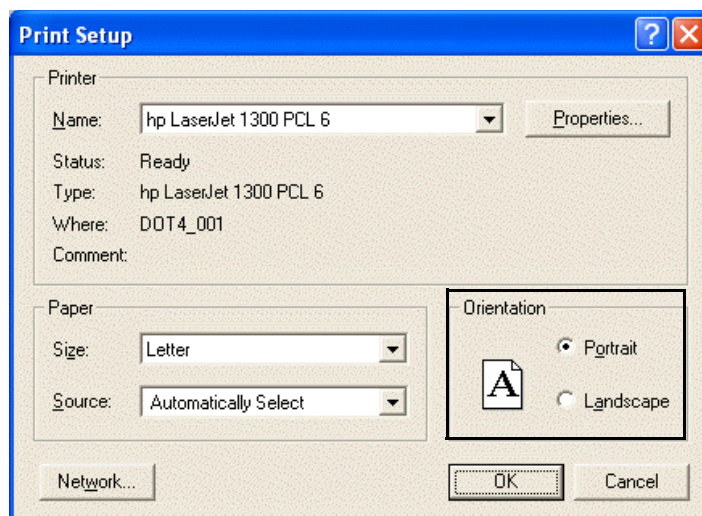 Print Setup
?
Printer
Name: hp LaserJet 1300 PCL 6 Properties...
Status: Ready
Type: hp LaserJet 1300 PCL 6
Where: DOT4_001
Comment:
Paper
Size: Letter
Source: Automatically Select
Orientation
A
Portrait
Landscape
Network... OK Cancel